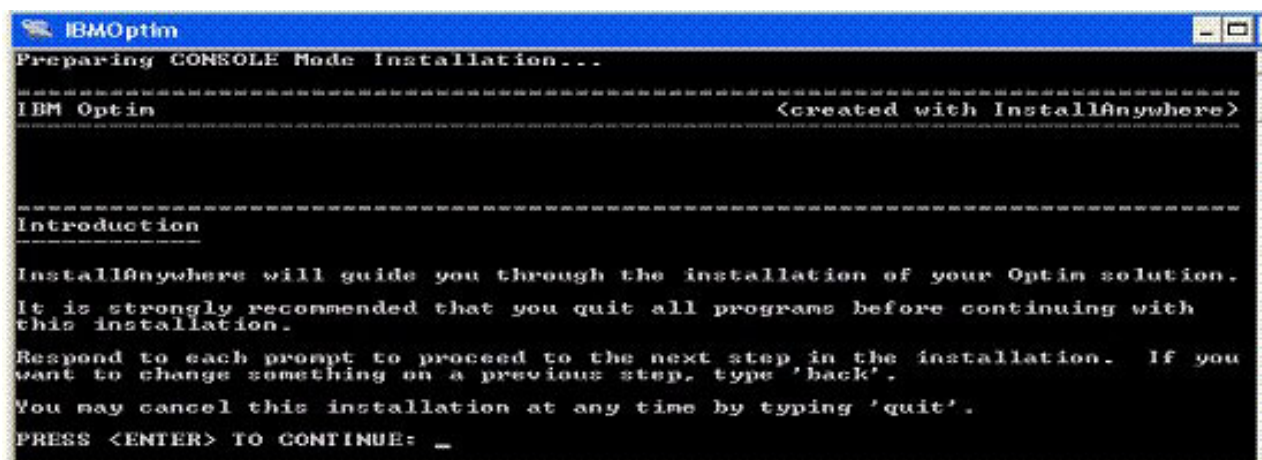 IBMOptim
Preparing CONSOLE Mode Installation...
IBM Optim <created with InstallAnywhere>
Introduction
InstallAnywhere will guide you through the installation of your Optim solution.
It is strongly recommended that you quit all programs before continuing with
this installation.
Respond to each prompt to proceed to the next step in the installation. If you
want to change something on a previous step, type 'back'.
You may cancel this installation at any time by typing 'quit'.
PRESS <ENTER> TO CONTINUE: _